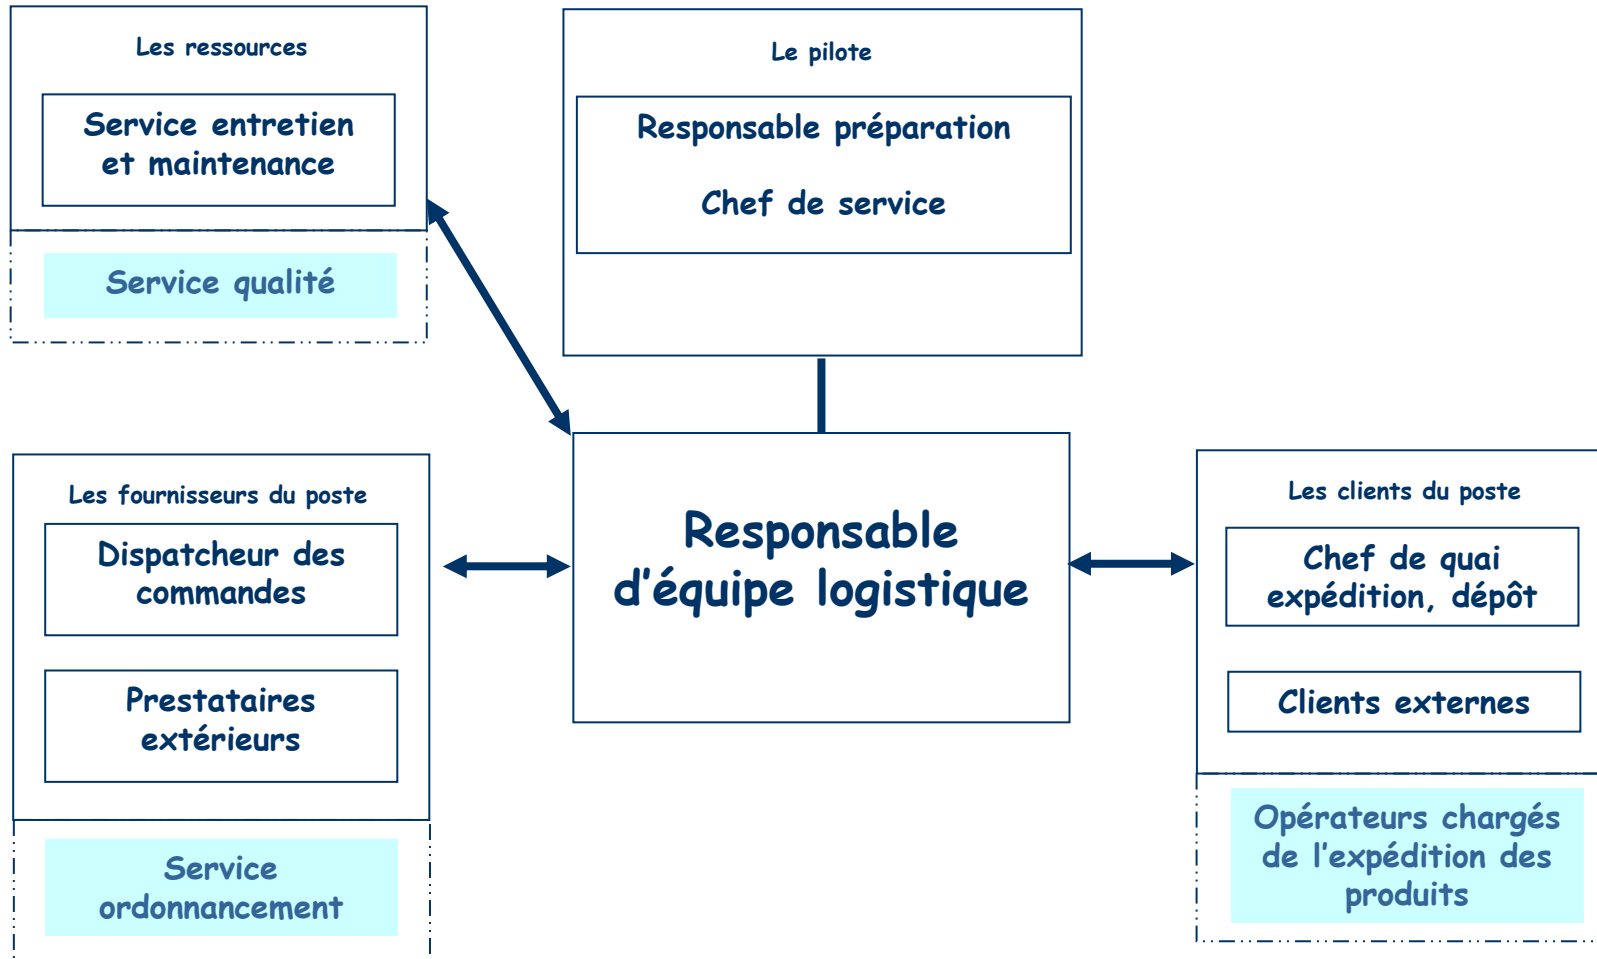 Les ressources
Service entretien
et maintenance
Service qualité
Le pilote
Responsable préparation
Chef de service
Les fournisseurs du poste
Dispatcheur des
commandes
Prestataires
extérieurs
Service
ordonnancement
Responsable
d'équipe logistique
Les clients du poste
Chef de quai
expédition, dépôt
Clients externes
Opérateurs chargés
de l'expédition des
produits